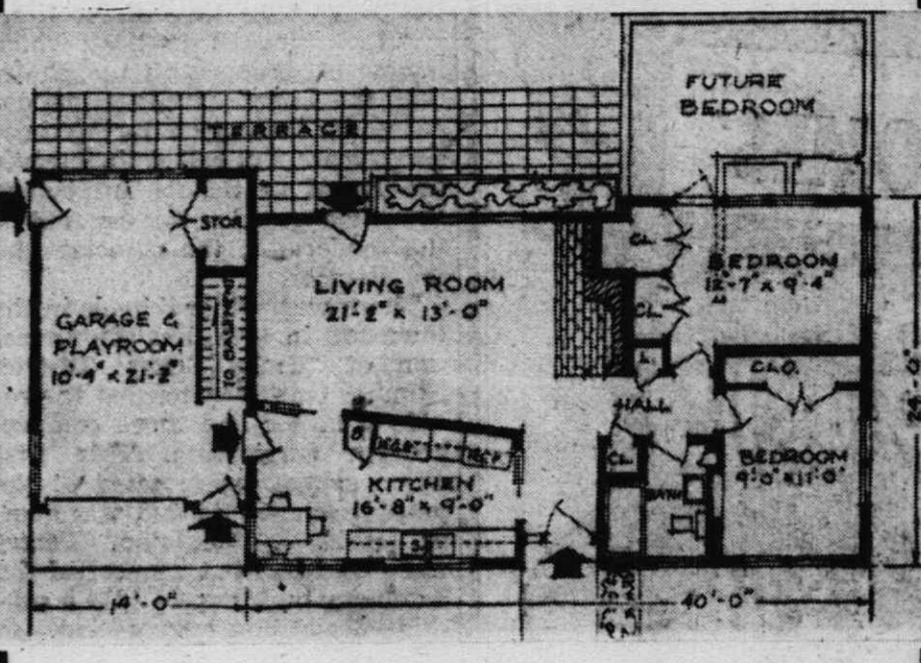 FUTURE
BEDROOM
TERRACE
STOR.
LIVING ROOM
21'-2" x 13'-0"
CL.
BEDROOM
12'-7" x 9'-4"
GARAGE &
PLAYROOM
10'-4" x 21'-2"
TO BASEMENT
CL.
L.
CLO.
HALL
B.
KITCHEN
16'-8" x 9'-0"
CL.
BATH
BEDROOM
9'-0" x 11'-0"
S
14'-0"
40'-0"